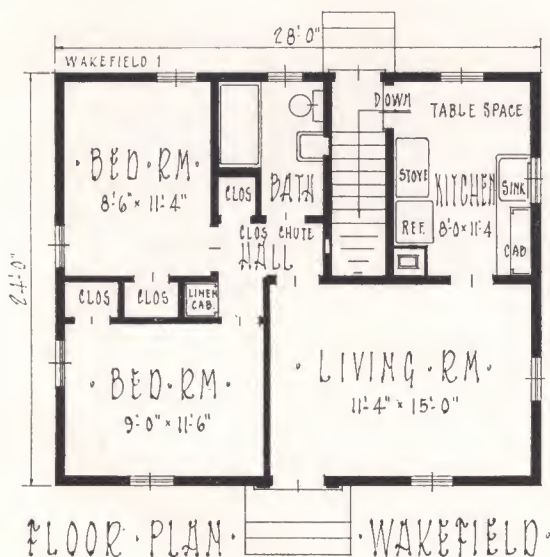 28'-0"
WAKEFIELD 1
DOWN
TABLE SPACE
BED·RM·
8'-6" × 11'-4"
CLOS
BATH
STOVE
KITCHEN
8'-0×11'-4
SINK
REF.
CAB
CLOS CHUTE
HALL
24'-0"
CLOS
CLOS
LINEN
CAB.
·BED·RM·
9'-0" × 11'-6"
·LIVING·RM·
11'-4" × 15'-0"
FLOOR·PLAN· ·WAKEFIELD·